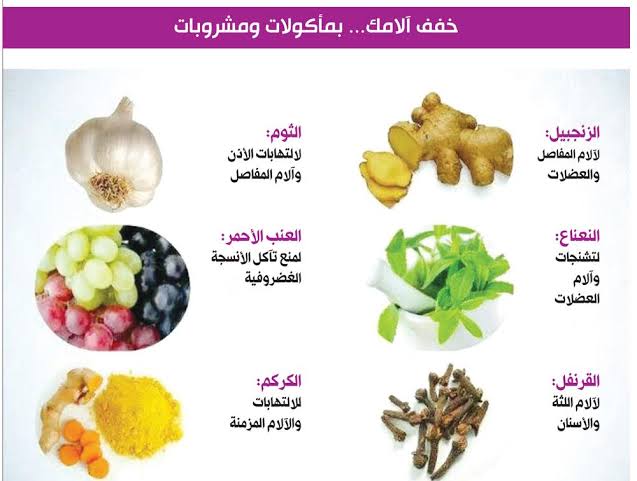 خفف آلامك... بمأكولات ومشروبات
الزنجبيل:
لآلام المفاصل
والعضلات
الثوم:
لالتهابات الأذن
وآلام المفاصل
النعناع:
لتشنجات
وآلام
العضلات
العنب الأحمر:
لمنع تآكل الأنسجة
الغضروفية
القرنفل:
لآلام اللثة
والأسنان
الكركم:
للالتهابات
والآلام المزمنة